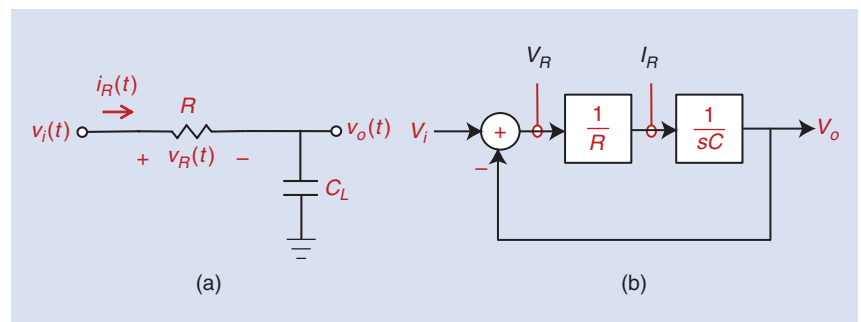 i_R(t)
R
v_i(t)
v_o(t)
+ v_R(t) −
C_L
(a)
V_R
I_R
V_i
+
−
1/R
1/sC
V_o
(b)